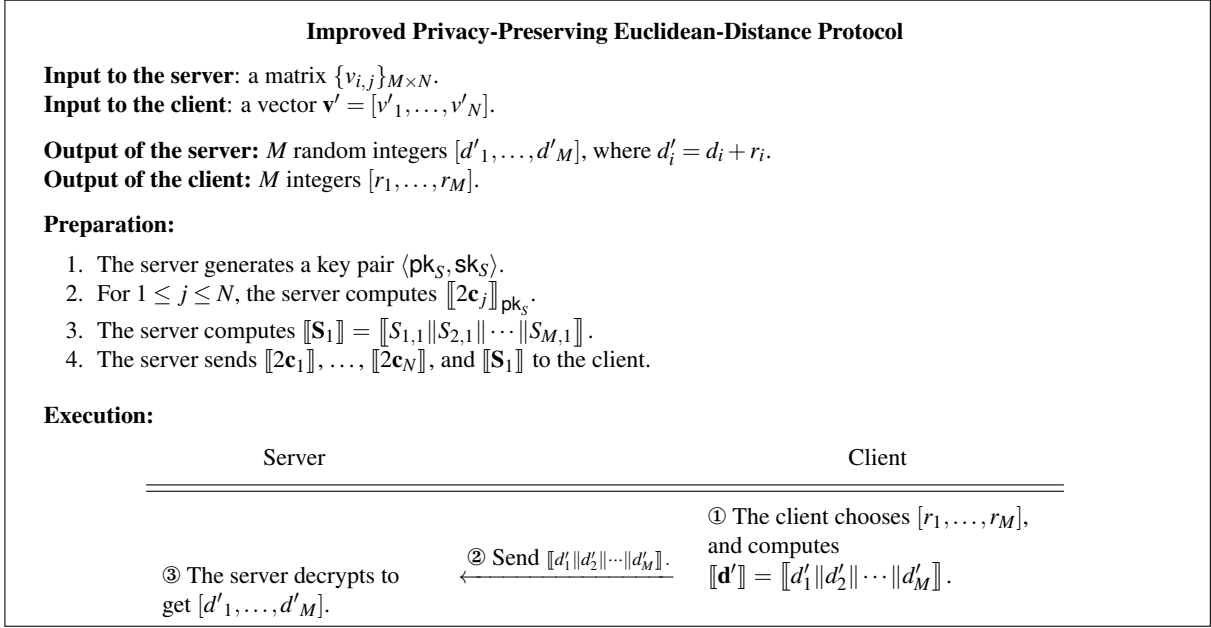 Improved Privacy-Preserving Euclidean-Distance Protocol
Input to the server: a matrix {v_{i,j}}_{M×N}.
Input to the client: a vector v′ = [v′_1,…,v′_N].
Output of the server: M random integers [d′_1,…,d′_M], where d′_i = d_i + r_i.
Output of the client: M integers [r_1,…,r_M].
Preparation:
1. The server generates a key pair ⟨pk_S, sk_S⟩.
2. For 1 ≤ j ≤ N, the server computes ⟦2c_j⟧_{pk_S}.
3. The server computes ⟦S_1⟧ = ⟦S_{1,1}‖S_{2,1}‖···‖S_{M,1}⟧.
4. The server sends ⟦2c_1⟧, …, ⟦2c_N⟧, and ⟦S_1⟧ to the client.
Execution:
Server Client
① The client chooses [r_1,…,r_M],
and computes
⟦d′⟧ = ⟦d′_1‖d′_2‖···‖d′_M⟧.
② Send ⟦d′_1‖d′_2‖···‖d′_M⟧.
←
③ The server decrypts to
get [d′_1,…,d′_M].